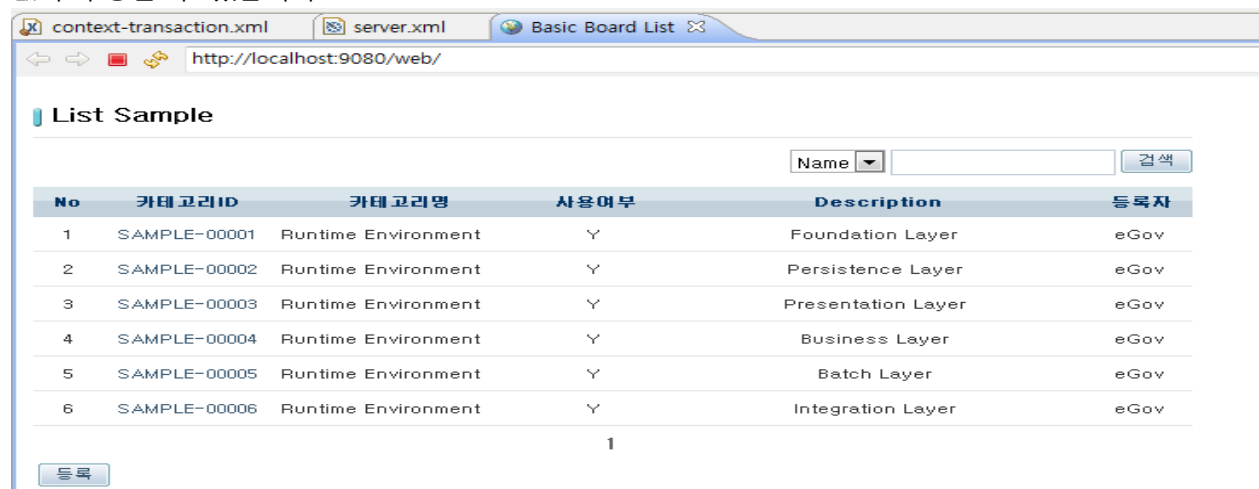 context-transaction.xml server.xml Basic Board List
http://localhost:9080/web/
List Sample
Name 검색
No 카테고리ID 카테고리명 사용여부 Description 등록자
1 SAMPLE-00001 Runtime Environment Y Foundation Layer eGov
2 SAMPLE-00002 Runtime Environment Y Persistence Layer eGov
3 SAMPLE-00003 Runtime Environment Y Presentation Layer eGov
4 SAMPLE-00004 Runtime Environment Y Business Layer eGov
5 SAMPLE-00005 Runtime Environment Y Batch Layer eGov
6 SAMPLE-00006 Runtime Environment Y Integration Layer eGov
1
등록